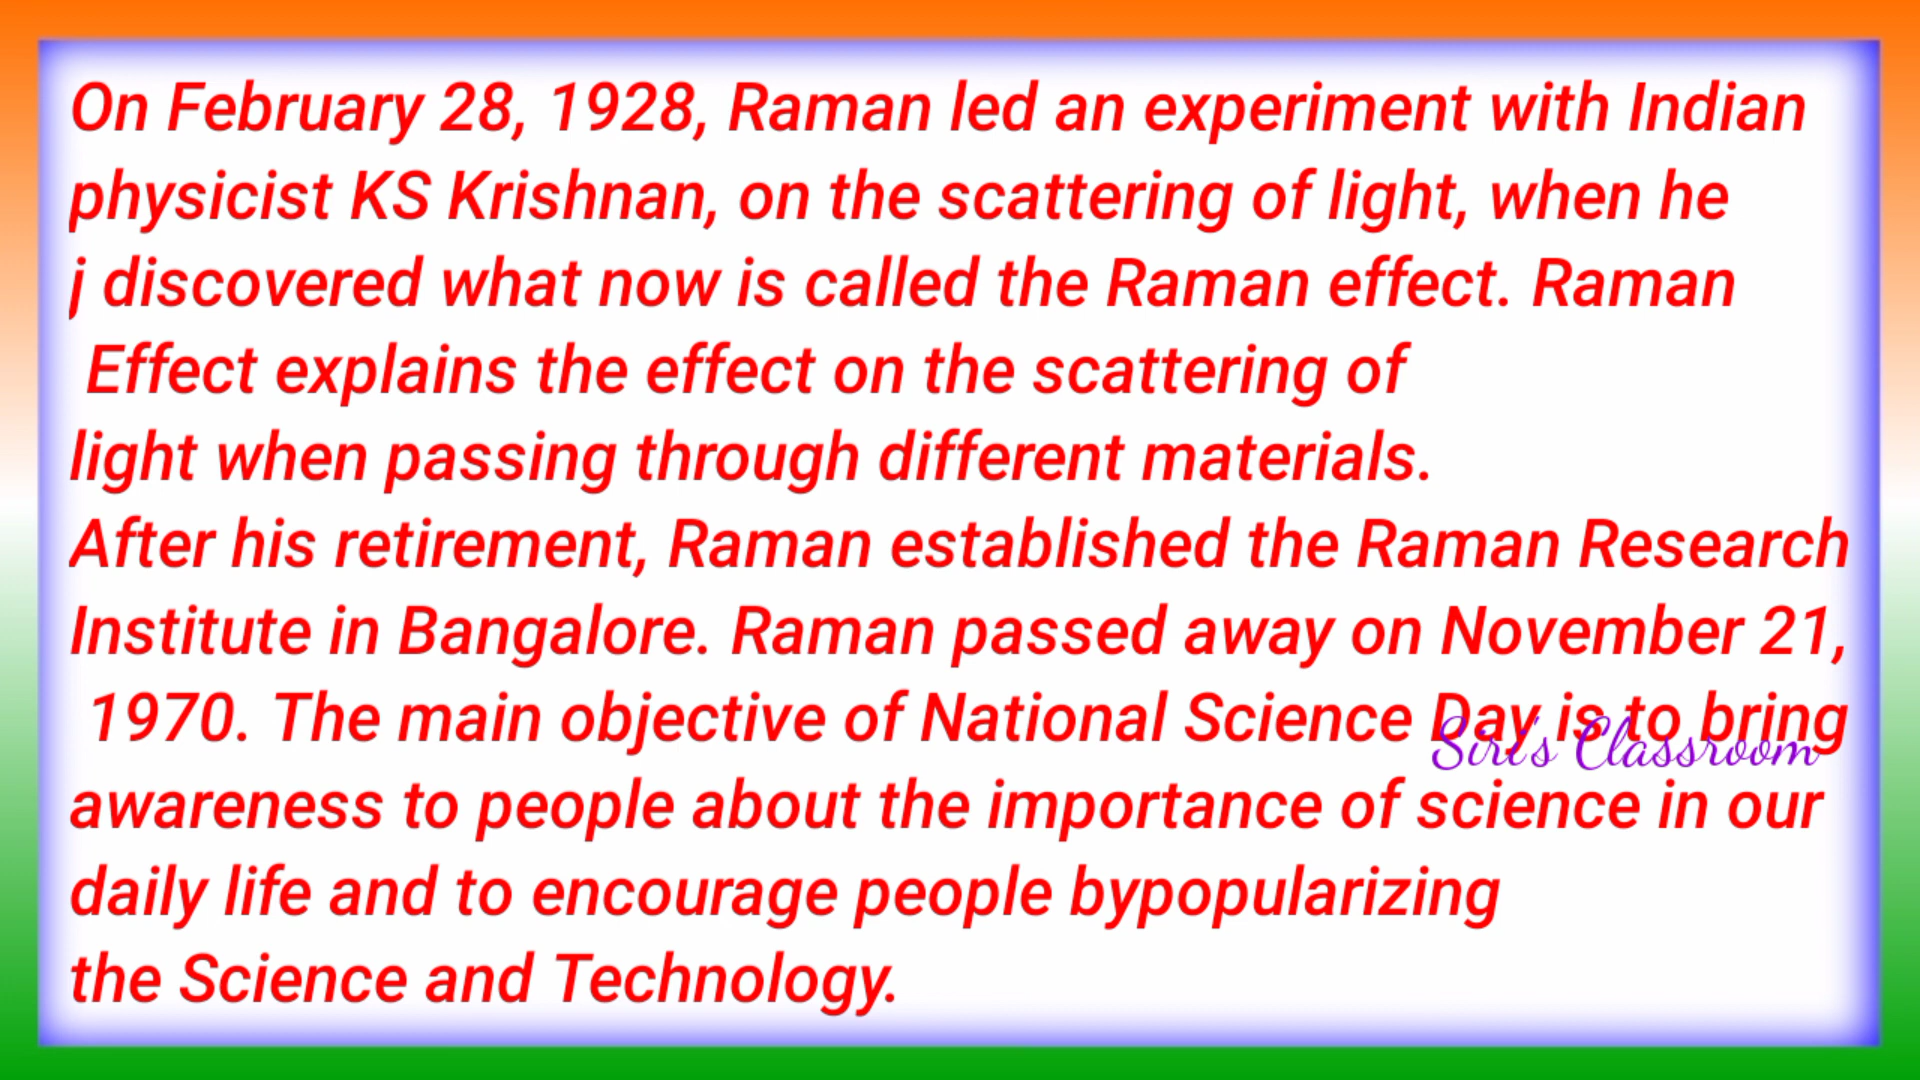 On February 28, 1928, Raman led an experiment with Indian
physicist KS Krishnan, on the scattering of light, when he
j discovered what now is called the Raman effect. Raman
Effect explains the effect on the scattering of
light when passing through different materials.
After his retirement, Raman established the Raman Research
Institute in Bangalore. Raman passed away on November 21,
1970. The main objective of National Science Day is to bring
Siri's Classroom
awareness to people about the importance of science in our
daily life and to encourage people bypopularizing
the Science and Technology.